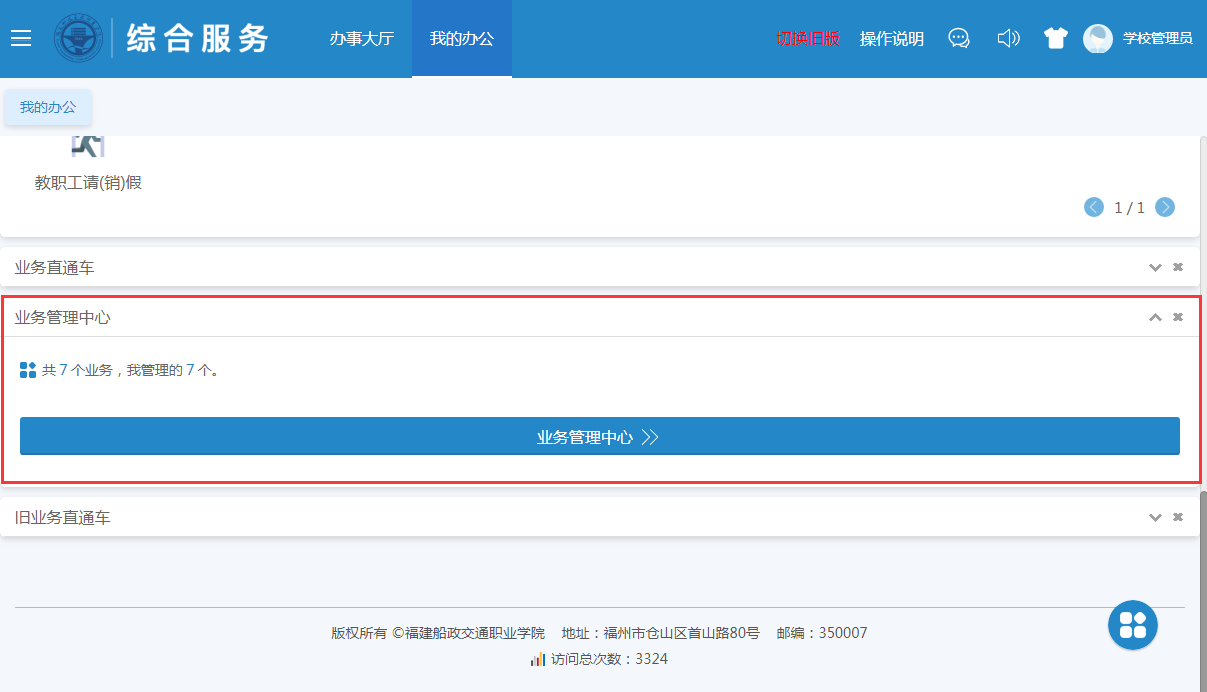 综合服务
办事大厅 我的办公 切换旧版 操作说明 学校管理员
我的办公
教职工请(销)假
1 / 1
业务直通车
业务管理中心
共 7 个业务，我管理的 7 个。
业务管理中心
旧业务直通车
版权所有 ©福建船政交通职业学院 地址：福州市仓山区首山路80号 邮编：350007
访问总次数：3324